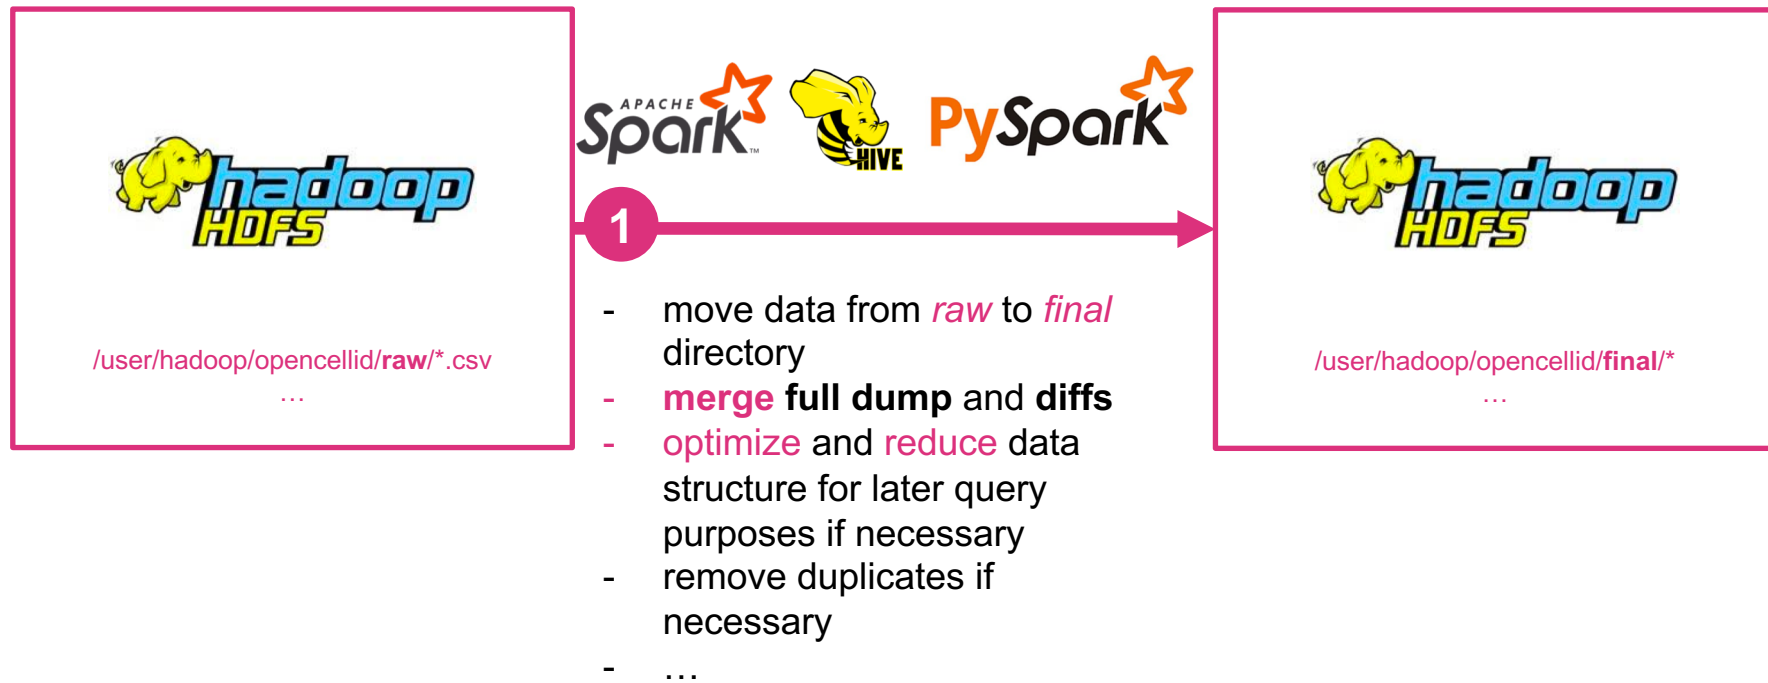 hadoop
HDFS
/user/hadoop/opencellid/raw/*.csv
…
APACHE
Spark™
HIVE
PySpark
1
- move data from raw to final
directory
- merge full dump and diffs
- optimize and reduce data
structure for later query
purposes if necessary
- remove duplicates if
necessary
- …
hadoop
HDFS
/user/hadoop/opencellid/final/*
…